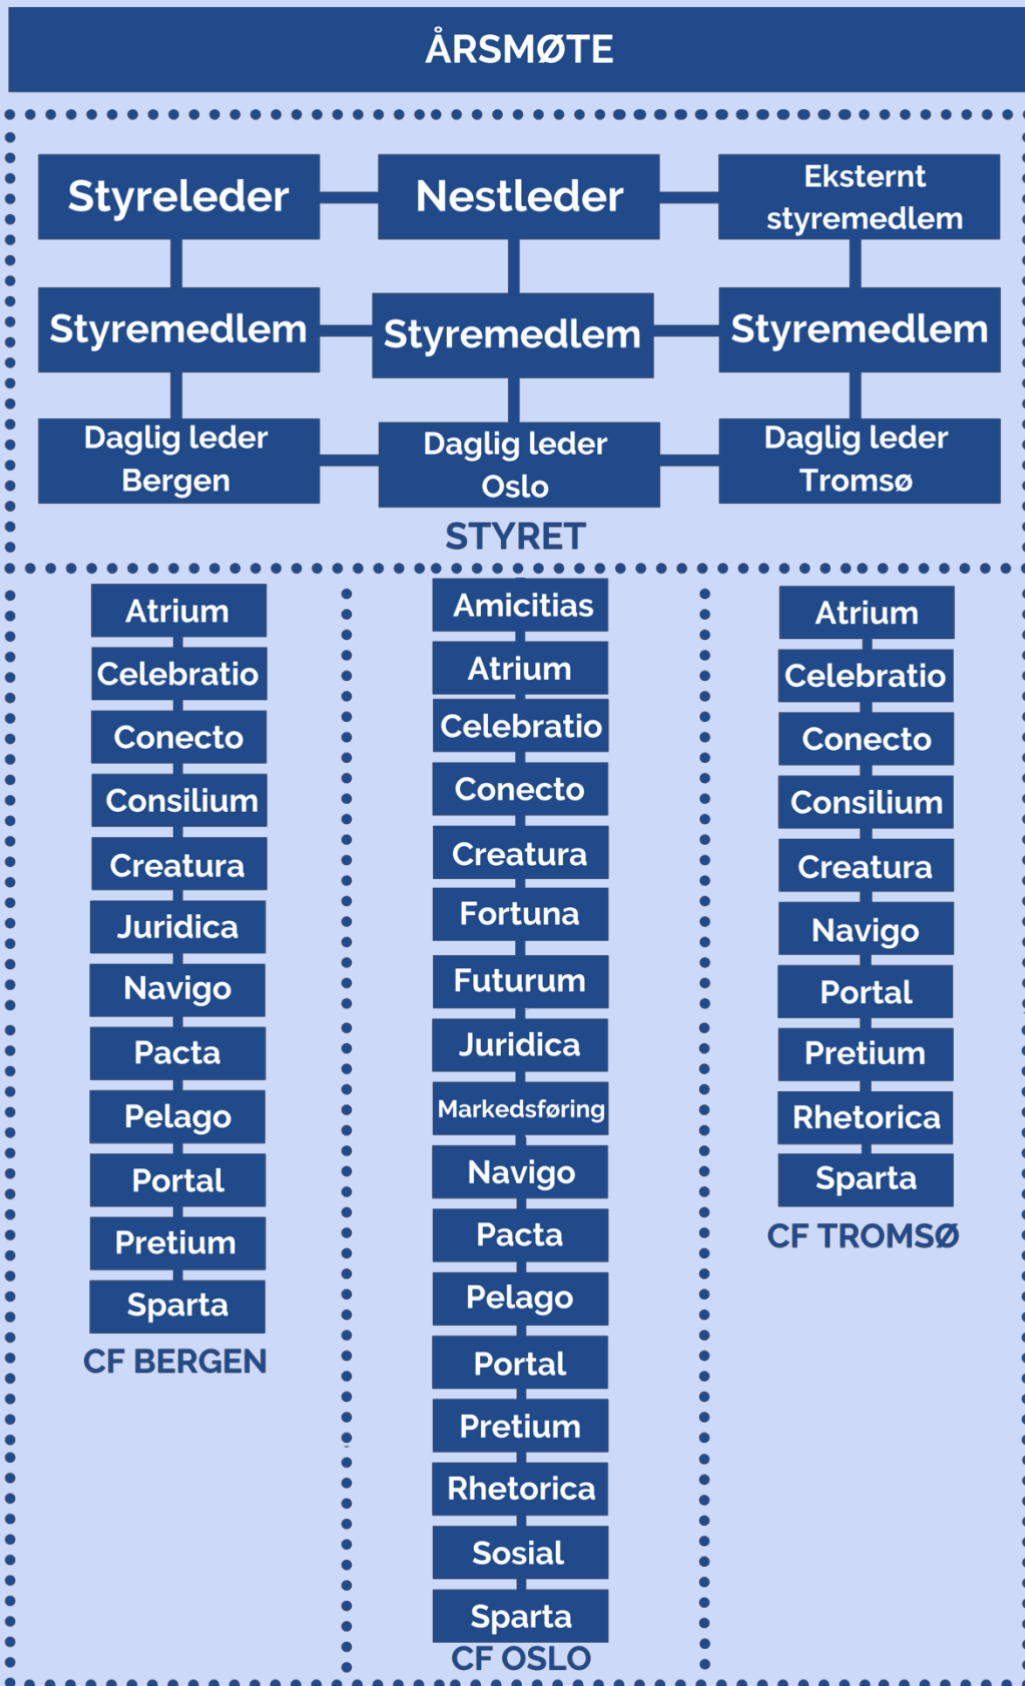 ÅRSMØTE
Styreleder
Nestleder
Eksternt
styremedlem
Styremedlem
Styremedlem
Styremedlem
Daglig leder
Bergen
Daglig leder
Oslo
Daglig leder
Tromsø
STYRET
Atrium
Celebratio
Conecto
Consilium
Creatura
Juridica
Navigo
Pacta
Pelago
Portal
Pretium
Sparta
CF BERGEN
Amicitias
Atrium
Celebratio
Conecto
Creatura
Fortuna
Futurum
Juridica
Markedsføring
Navigo
Pacta
Pelago
Portal
Pretium
Rhetorica
Sosial
Sparta
CF OSLO
Atrium
Celebratio
Conecto
Consilium
Creatura
Navigo
Portal
Pretium
Rhetorica
Sparta
CF TROMSØ